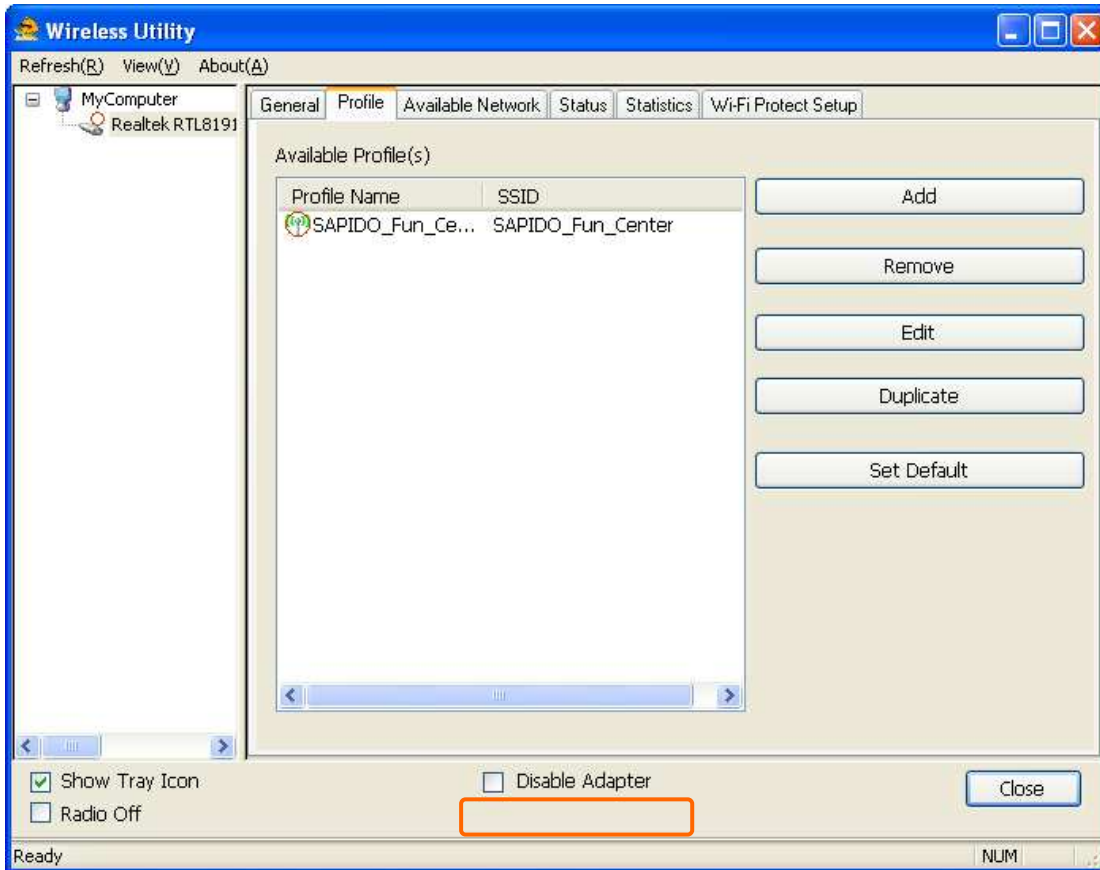 Wireless Utility
Refresh(R) View(V) About(A)
MyComputer
Realtek RTL8191
General Profile Available Network Status Statistics Wi-Fi Protect Setup
Available Profile(s)
Profile Name SSID
SAPIDO_Fun_Ce... SAPIDO_Fun_Center
Add
Remove
Edit
Duplicate
Set Default
Show Tray Icon
Radio Off
Disable Adapter
Close
Ready
NUM